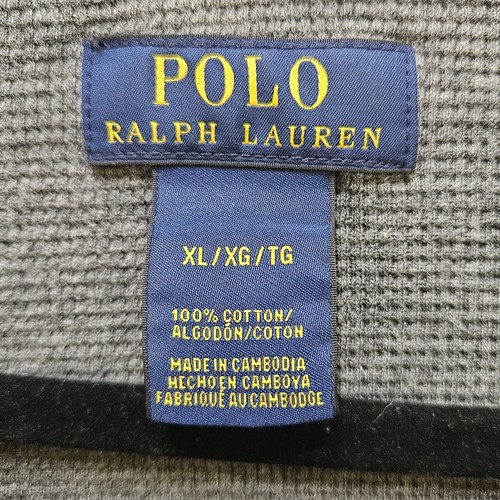 POLO
RALPH LAUREN
XL/XG/TG
100% COTTON/
ALGODÓN/COTON
MADE IN CAMBODIA
HECHO EN CAMBOYA
FABRIQUÉ AU CAMBODGE